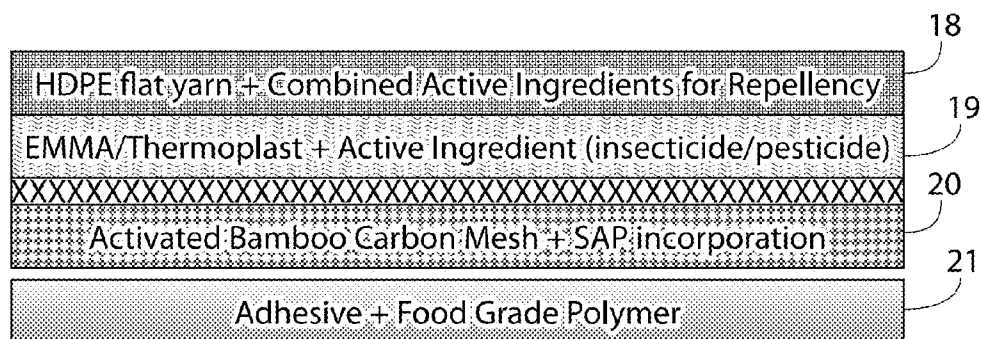 18
HDPE flat yarn + Combined Active Ingredients for Repellency
19
EMMA/Thermoplast + Active Ingredient (insecticide/pesticide)
XXXXXXXXXXXXXXXXXXXXXXXXXXXXXXXXXXXXXXXXXXXXXXXX
20
Activated Bamboo Carbon Mesh + SAP incorporation
21
Adhesive + Food Grade Polymer